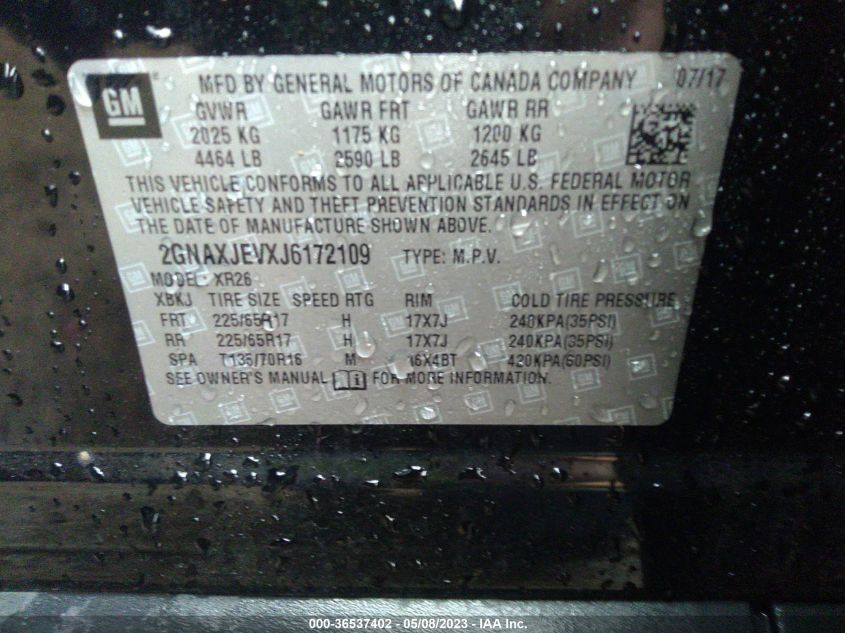 GM
MFD BY GENERAL MOTORS OF CANADA COMPANY 07/17
GVWR GAWR FRT GAWR RR
2025 KG 1175 KG 1200 KG
4464 LB 2590 LB 2645 LB
THIS VEHICLE CONFORMS TO ALL APPLICABLE U.S. FEDERAL MOTOR
VEHICLE SAFETY AND THEFT PREVENTION STANDARDS IN EFFECT ON
THE DATE OF MANUFACTURE SHOWN ABOVE.
2GNAXJEVXJ6172109 TYPE: M.P.V.
MODEL: XR26
XBKJ TIRE SIZE SPEED RTG RIM COLD TIRE PRESSURE
FRT 225/65R17 H 17X7J 240KPA(35PSI)
RR 225/65R17 H 17X7J 240KPA(35PSI)
SPA T135/70R16 M 16X4BT 420KPA(60PSI)
SEE OWNER'S MANUAL FOR MORE INFORMATION.
000-36537402 - 05/08/2023 - IAA Inc.